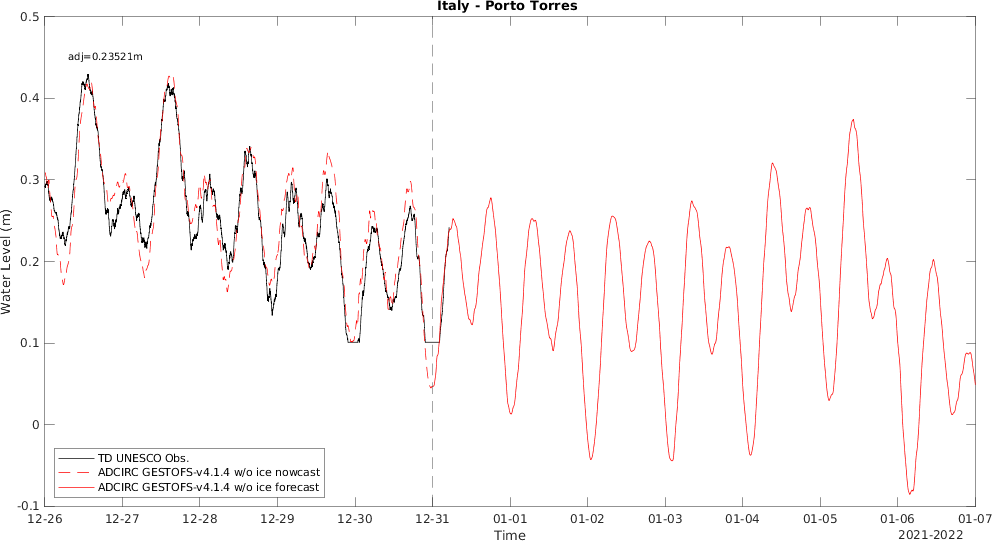 Italy - Porto Torres
adj=0.23521m
Water Level (m)
0.5
0.4
0.3
0.2
0.1
0
-0.1
TD UNESCO Obs.
ADCIRC GESTOFS-v4.1.4 w/o ice nowcast
ADCIRC GESTOFS-v4.1.4 w/o ice forecast
12-26 12-27 12-28 12-29 12-30 12-31 01-01 01-02 01-03 01-04 01-05 01-06 01-07
Time
2021-2022